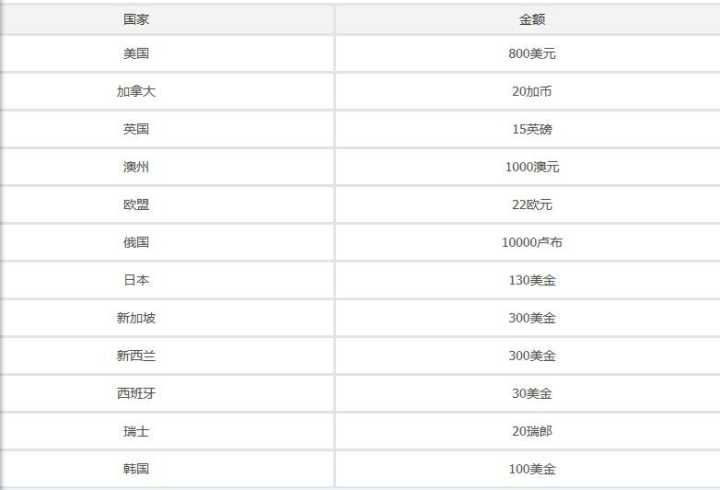 国家 金额
美国 800美元
加拿大 20加币
英国 15英磅
澳州 1000澳元
欧盟 22欧元
俄国 10000卢布
日本 130美金
新加坡 300美金
新西兰 300美金
西班牙 30美金
瑞士 20瑞郎
韩国 100美金